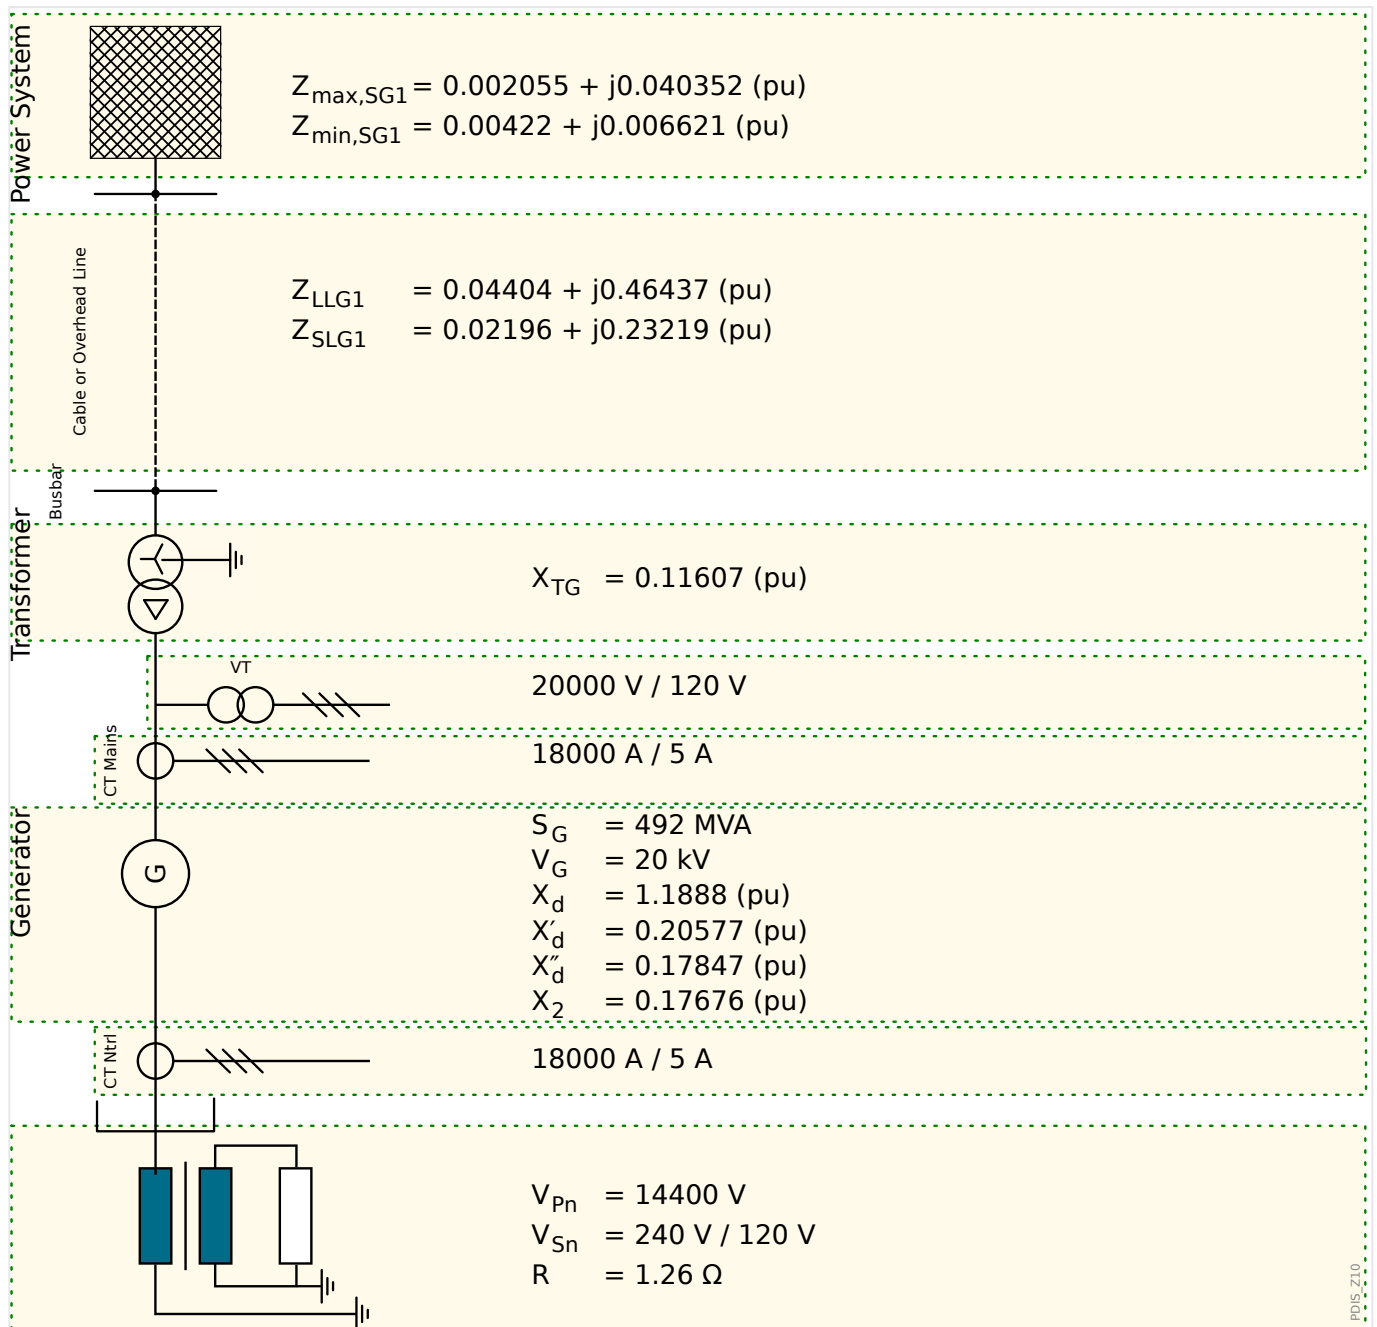 Power System
Zmax,SG1 = 0.002055 + j0.040352 (pu)
Zmin,SG1 = 0.00422 + j0.006621 (pu)
Cable or Overhead Line
ZLLG1 = 0.04404 + j0.46437 (pu)
ZSLG1 = 0.02196 + j0.23219 (pu)
Busbar
Transformer
XTG = 0.11607 (pu)
VT
20000 V / 120 V
CT Mains
18000 A / 5 A
Generator
G
SG = 492 MVA
VG = 20 kV
Xd = 1.1888 (pu)
X′d = 0.20577 (pu)
X″d = 0.17847 (pu)
X2 = 0.17676 (pu)
CT Ntrl
18000 A / 5 A
VPn = 14400 V
VSn = 240 V / 120 V
R = 1.26 Ω
PDIS_Z10